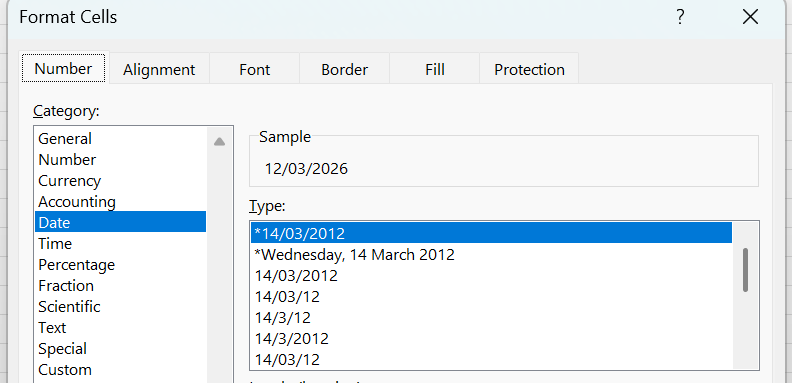 Format Cells ? ×
Number Alignment Font Border Fill Protection
Category:
General
Number
Currency
Accounting
Date
Time
Percentage
Fraction
Scientific
Text
Special
Custom
Sample
12/03/2026
Type:
*14/03/2012
*Wednesday, 14 March 2012
14/03/2012
14/03/12
14/3/12
14/3/2012
14/03/12